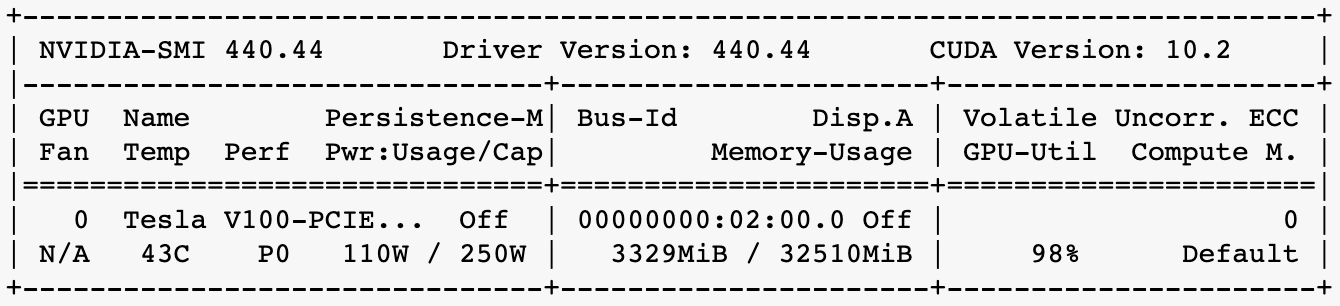 +-----------------------------------------------------------------------------+
| NVIDIA-SMI 440.44       Driver Version: 440.44       CUDA Version: 10.2     |
|-------------------------------+----------------------+----------------------+
| GPU  Name        Persistence-M| Bus-Id        Disp.A | Volatile Uncorr. ECC |
| Fan  Temp  Perf  Pwr:Usage/Cap|         Memory-Usage | GPU-Util  Compute M. |
|===============================+======================+======================|
|   0  Tesla V100-PCIE...  Off  | 00000000:02:00.0 Off |                    0 |
| N/A   43C    P0   110W / 250W |   3329MiB / 32510MiB |     98%      Default |
+-------------------------------+----------------------+----------------------+